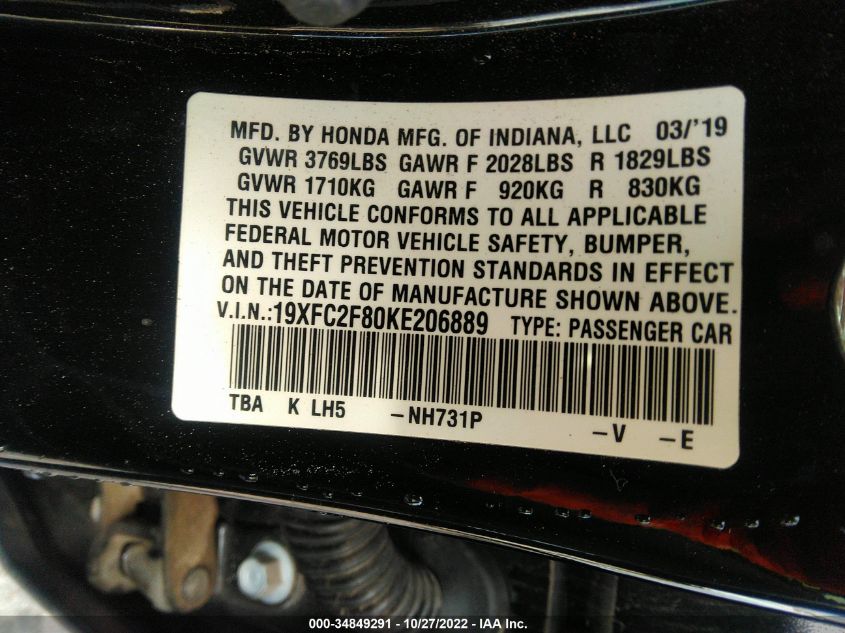 MFD. BY HONDA MFG. OF INDIANA, LLC 03/'19
GVWR 3769LBS GAWR F 2028LBS R 1829LBS
GVWR 1710KG GAWR F 920KG R 830KG
THIS VEHICLE CONFORMS TO ALL APPLICABLE
FEDERAL MOTOR VEHICLE SAFETY, BUMPER,
AND THEFT PREVENTION STANDARDS IN EFFECT
ON THE DATE OF MANUFACTURE SHOWN ABOVE.
V.I.N.:19XFC2F80KE206889 TYPE: PASSENGER CAR
TBA K LH5 -NH731P -V -E
000-34849291 - 10/27/2022 - IAA Inc.